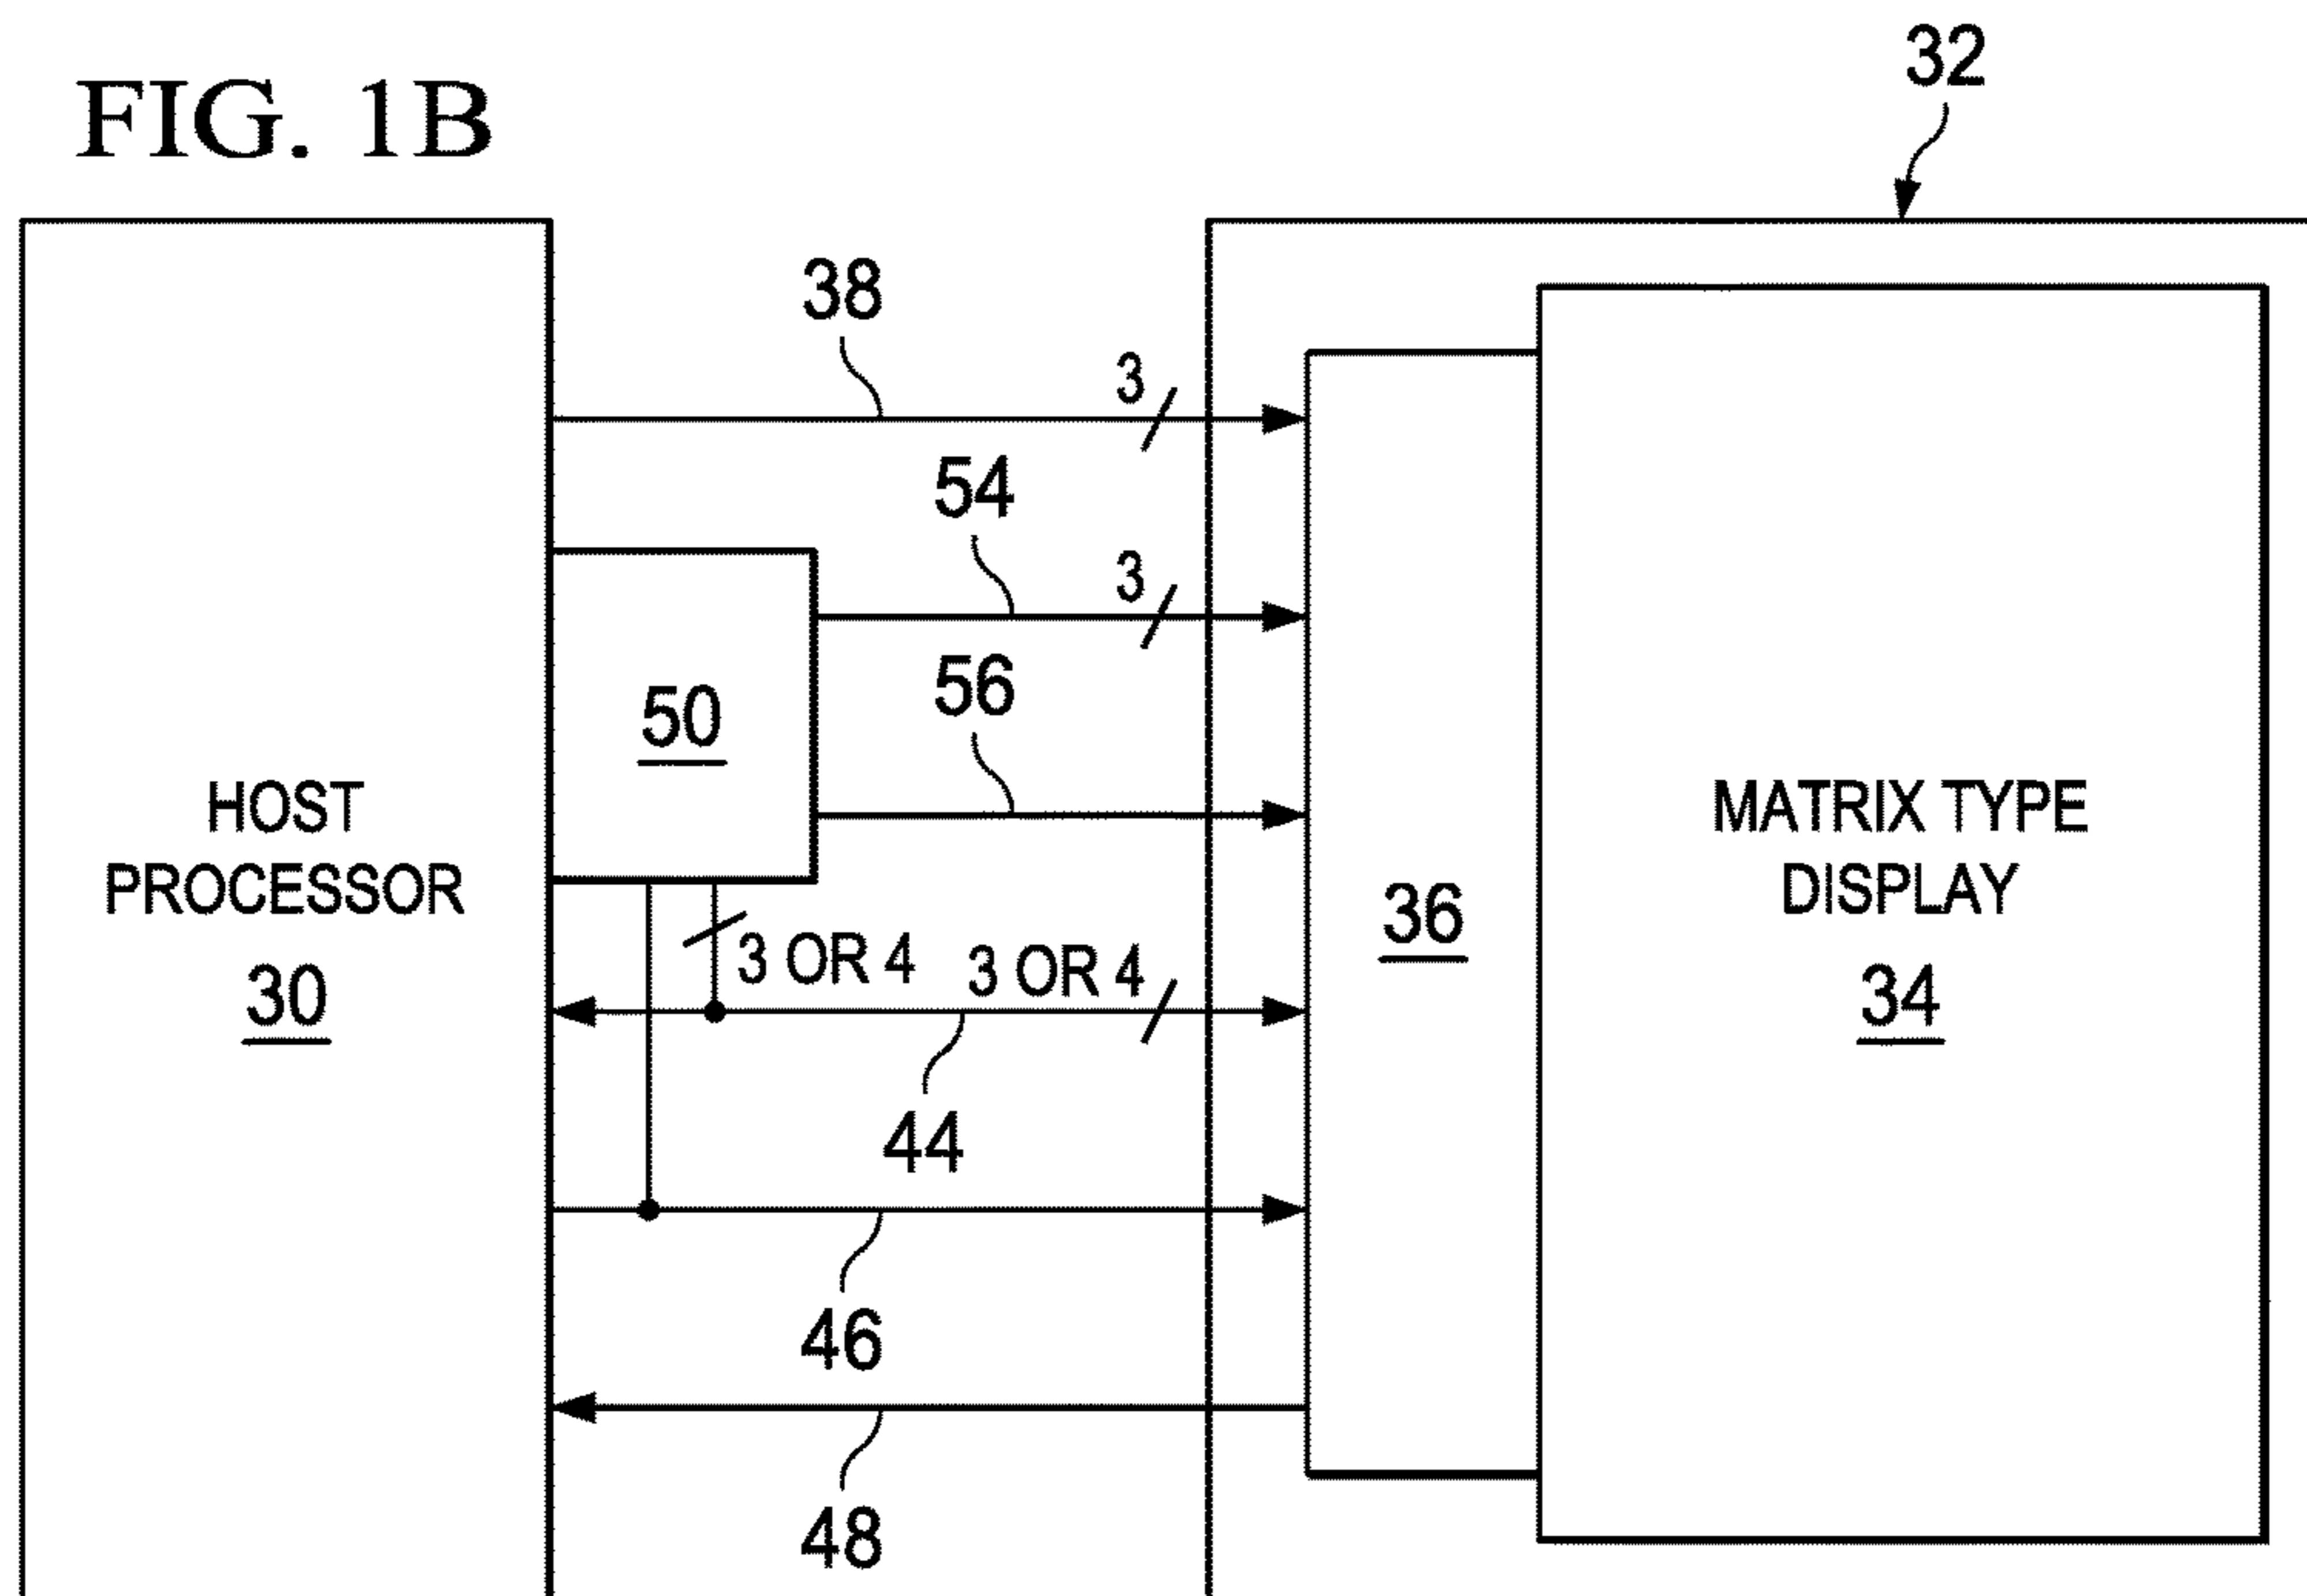 FIG. 1B
32
38
3
54
3
56
50
HOST
PROCESSOR
30
36
MATRIX TYPE
DISPLAY
34
3 OR 4
3 OR 4
44
46
48